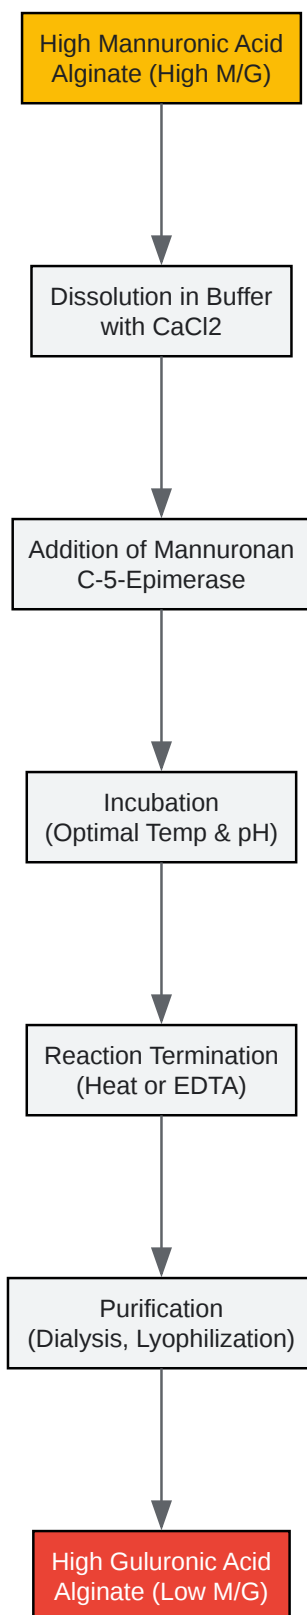 High Mannuronic Acid
Alginate (High M/G)
Dissolution in Buffer
with CaCl2
Addition of Mannuronan
C-5-Epimerase
Incubation
(Optimal Temp & pH)
Reaction Termination
(Heat or EDTA)
Purification
(Dialysis, Lyophilization)
High Guluronic Acid
Alginate (Low M/G)